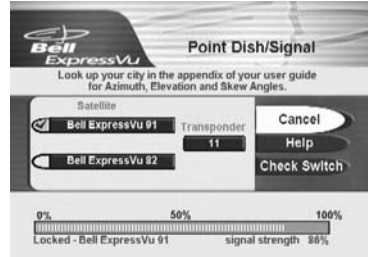 Bell
ExpressVu
Point Dish/Signal
Look up your city in the appendix of your user guide
for Azimuth, Elevation and Skew Angles.
Satellite
Bell ExpressVu 91
Bell ExpressVu 82
Transponder
11
Cancel
Help
Check Switch
0% 50% 100%
Locked - Bell ExpressVu 91 signal strength 86%